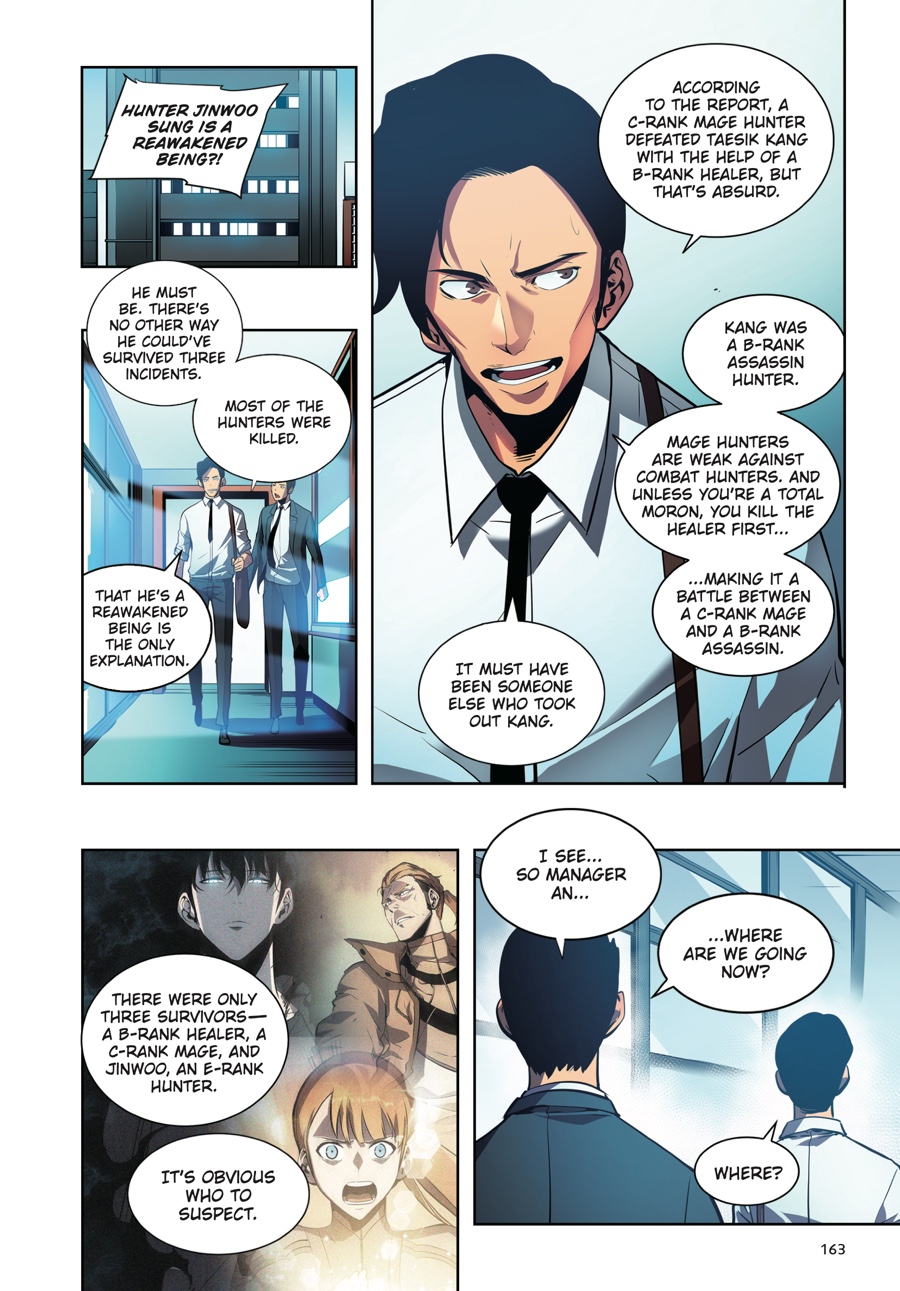 HUNTER JINWOO
SUNG IS A
REAWAKENED
BEING?!
HE MUST
BE. THERE'S
NO OTHER WAY
HE COULD'VE
SURVIVED THREE
INCIDENTS.
MOST OF THE
HUNTERS WERE
KILLED.
THAT HE'S A
REAWAKENED
BEING IS
THE ONLY
EXPLANATION.
ACCORDING
TO THE REPORT, A
C-RANK MAGE HUNTER
DEFEATED TAESIK KANG
WITH THE HELP OF A
B-RANK HEALER, BUT
THAT'S ABSURD.
KANG WAS
A B-RANK
ASSASSIN
HUNTER.
MAGE HUNTERS
ARE WEAK AGAINST
COMBAT HUNTERS. AND
UNLESS YOU'RE A TOTAL
MORON, YOU KILL THE
HEALER FIRST...
...MAKING IT A
BATTLE BETWEEN
A C-RANK MAGE
AND A B-RANK
ASSASSIN.
IT MUST HAVE
BEEN SOMEONE
ELSE WHO TOOK
OUT KANG.
THERE WERE ONLY
THREE SURVIVORS—
A B-RANK HEALER, A
C-RANK MAGE, AND
JINWOO, AN E-RANK
HUNTER.
IT'S OBVIOUS
WHO TO
SUSPECT.
I SEE...
SO MANAGER
AN...
...WHERE
ARE WE GOING
NOW?
WHERE?
163